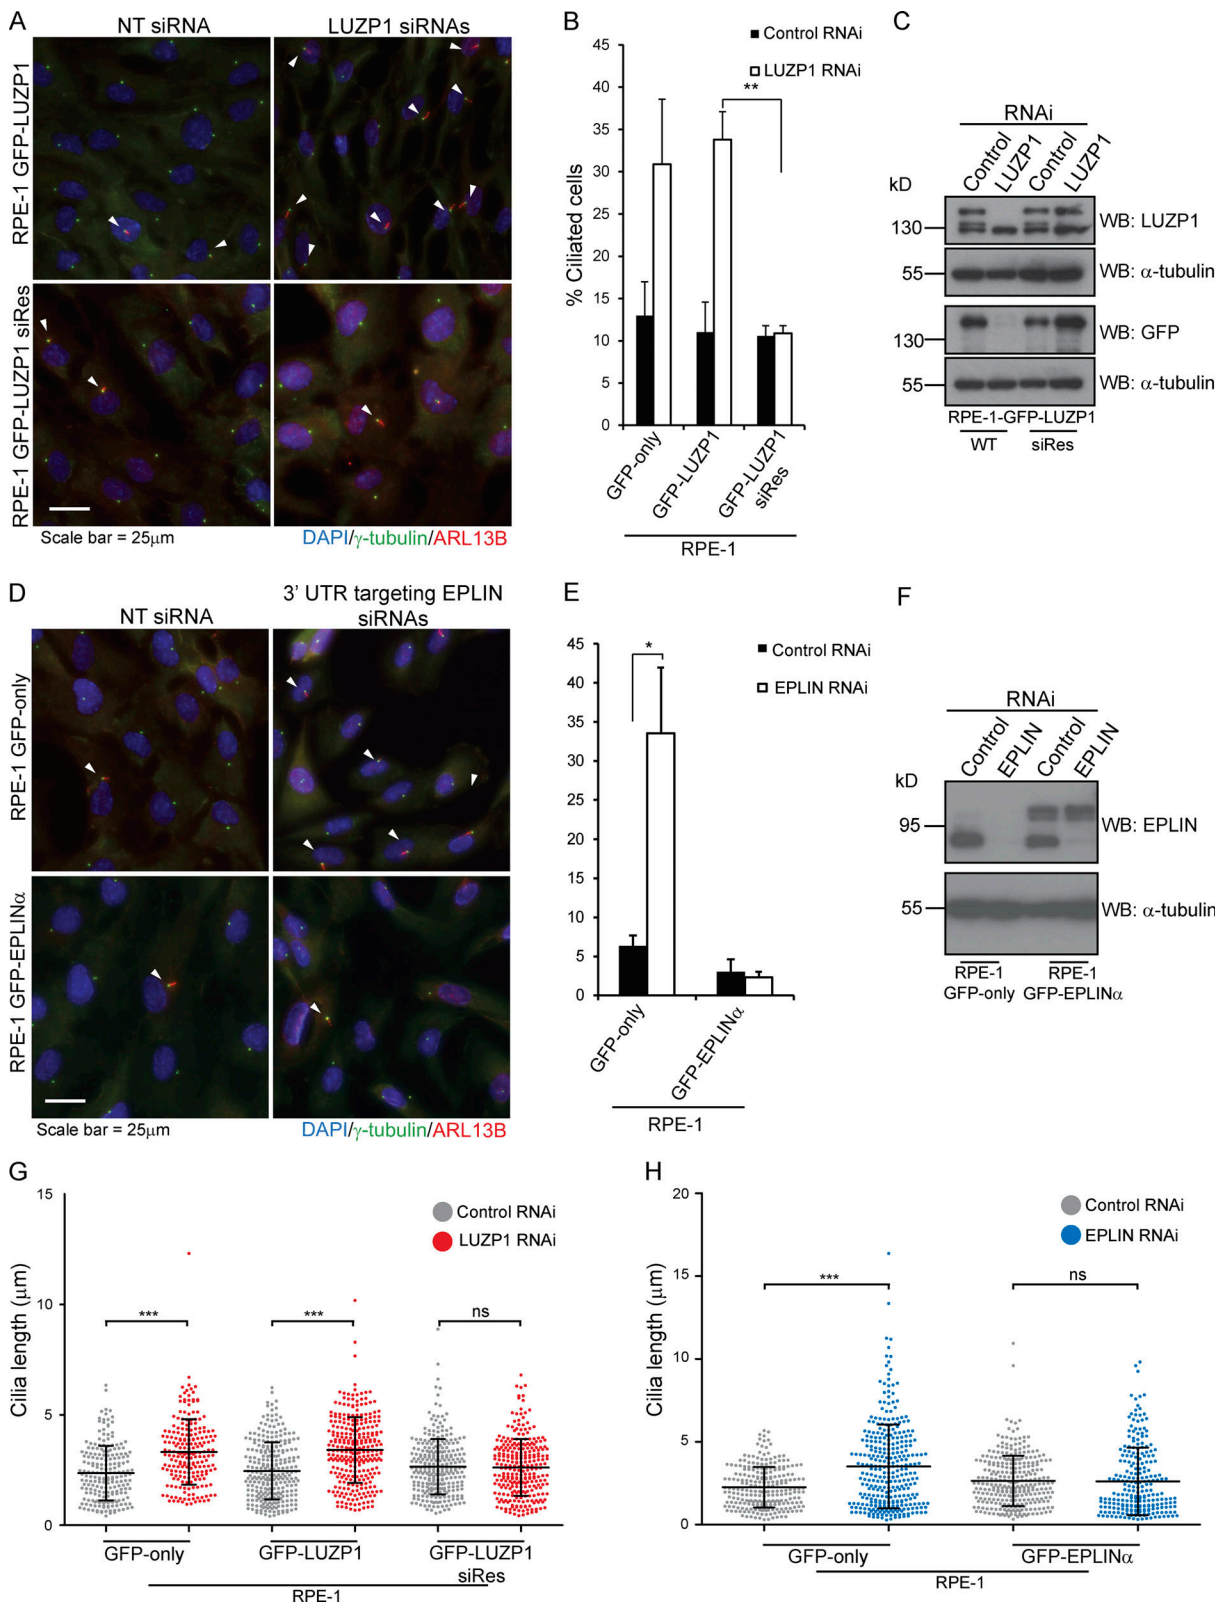 A
NT siRNA
LUZP1 siRNAs
RPE-1 GFP-LUZP1
RPE-1 GFP-LUZP1 siRes
Scale bar = 25μm
DAPI/γ-tubulin/ARL13B
B
Control RNAi
LUZP1 RNAi
**
% Ciliated cells
45
40
35
30
25
20
15
10
5
0
GFP-only
GFP-LUZP1
GFP-LUZP1 siRes
RPE-1
C
RNAi
Control
LUZP1
Control
LUZP1
kD
130
WB: LUZP1
55
WB: α-tubulin
130
WB: GFP
55
WB: α-tubulin
RPE-1-GFP-LUZP1
WT
siRes
D
NT siRNA
3' UTR targeting EPLIN
siRNAs
RPE-1 GFP-only
RPE-1 GFP-EPLINα
Scale bar = 25μm
DAPI/γ-tubulin/ARL13B
E
Control RNAi
EPLIN RNAi
*
45
40
35
30
25
20
15
10
5
0
GFP-only
GFP-EPLINα
RPE-1
F
RNAi
Control
EPLIN
Control
EPLIN
kD
95
WB: EPLIN
55
WB: α-tubulin
RPE-1
GFP-only
RPE-1
GFP-EPLINα
G
Control RNAi
LUZP1 RNAi
Cilia length (μm)
15
10
5
0
***
***
ns
GFP-only
GFP-LUZP1
GFP-LUZP1
siRes
RPE-1
H
Control RNAi
EPLIN RNAi
Cilia length (μm)
20
15
10
5
0
***
ns
GFP-only
GFP-EPLINα
RPE-1